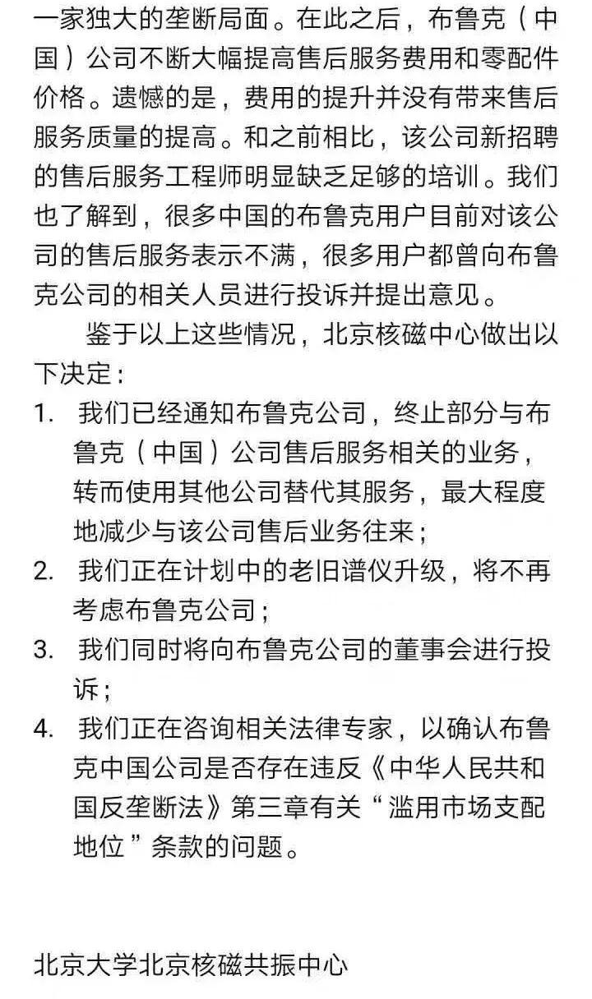 一家独大的垄断局面。在此之后，布鲁克（中
国）公司不断大幅提高售后服务费用和零配件
价格。遗憾的是，费用的提升并没有带来售后
服务质量的提高。和之前相比，该公司新招聘
的售后服务工程师明显缺乏足够的培训。我们
也了解到，很多中国的布鲁克用户目前对该公
司的售后服务表示不满，很多用户都曾向布鲁
克公司的相关人员进行投诉并提出意见。
鉴于以上这些情况，北京核磁中心做出以
下决定：
1. 我们已经通知布鲁克公司，终止部分与布
鲁克（中国）公司售后服务相关的业务，
转而使用其他公司替代其服务，最大程度
地减少与该公司售后业务往来；
2. 我们正在计划中的老旧谱仪升级，将不再
考虑布鲁克公司；
3. 我们同时将向布鲁克公司的董事会进行投
诉；
4. 我们正在咨询相关法律专家，以确认布鲁
克中国公司是否存在违反《中华人民共和
国反垄断法》第三章有关“滥用市场支配
地位”条款的问题。
北京大学北京核磁共振中心